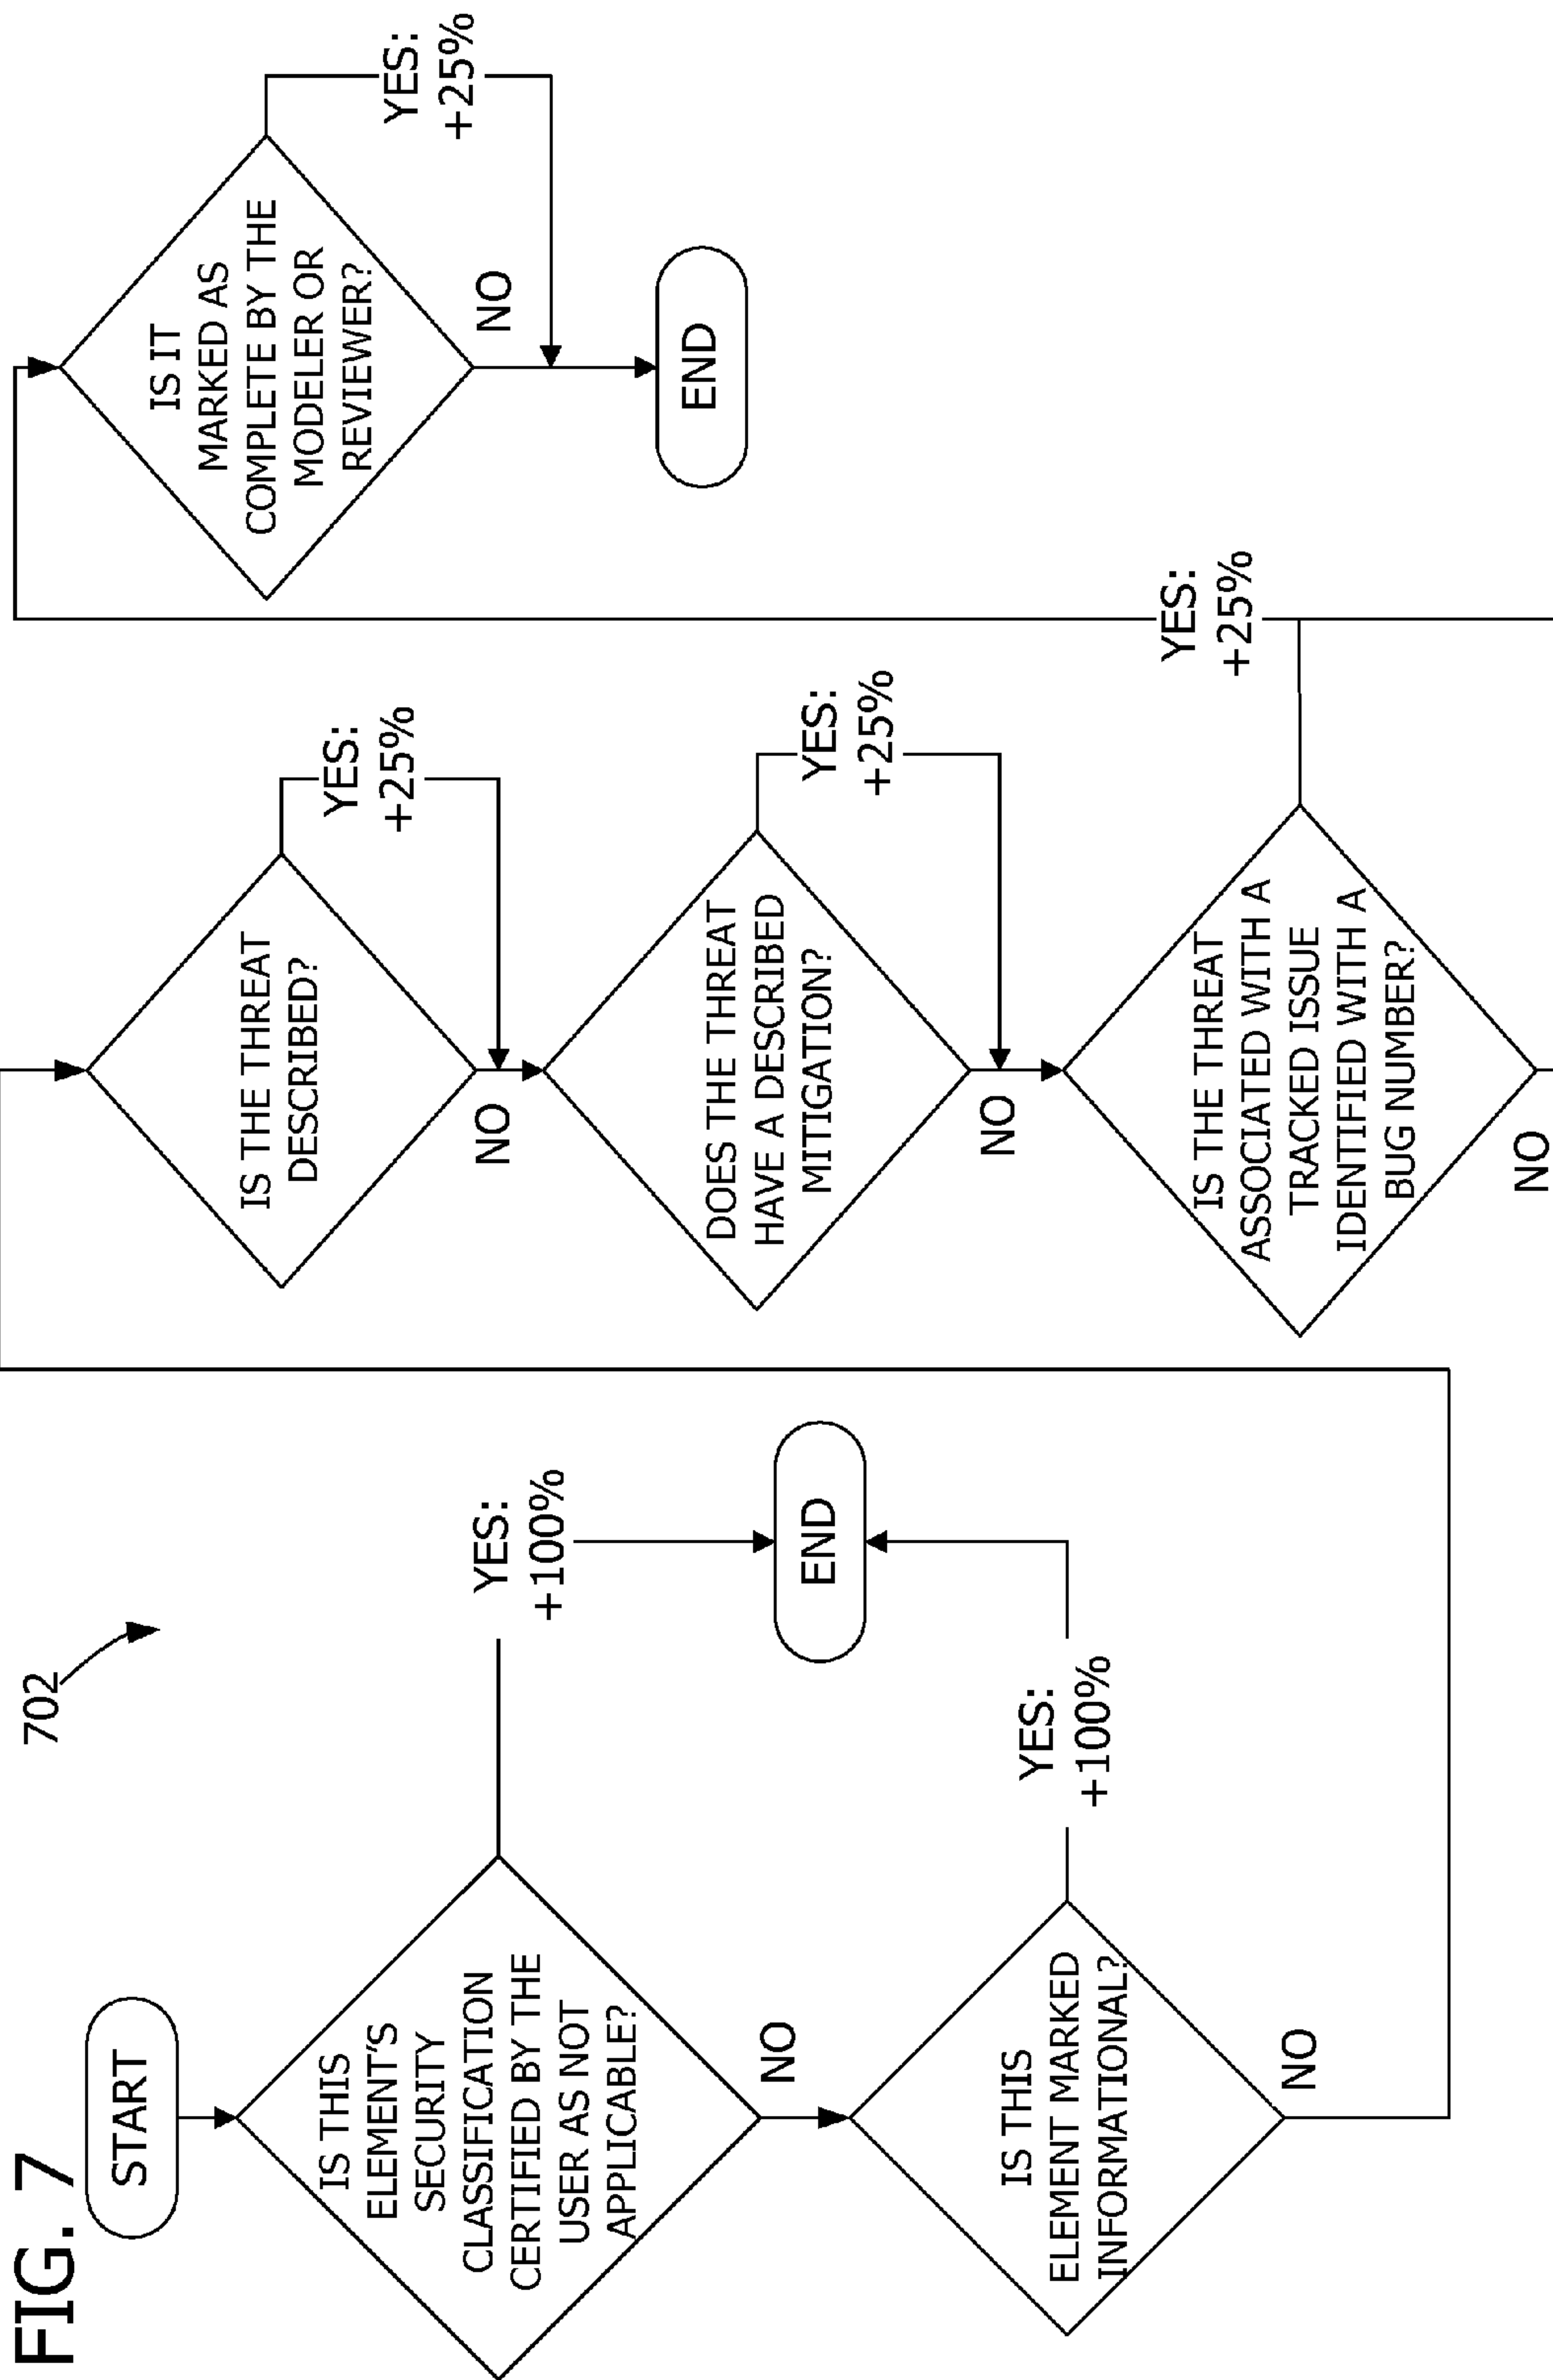 FIG. 7
702
START
IS THIS
ELEMENT'S
SECURITY
CLASSIFICATION
CERTIFIED BY THE
USER AS NOT
APPLICABLE?
YES:
+100%
NO
END
IS THIS
ELEMENT MARKED
INFORMATIONAL?
YES:
+100%
NO
IS THE THREAT
DESCRIBED?
YES:
+25%
NO
DOES THE THREAT
HAVE A DESCRIBED
MITIGATION?
YES:
+25%
NO
IS THE THREAT
ASSOCIATED WITH A
TRACKED ISSUE
IDENTIFIED WITH A
BUG NUMBER?
YES:
+25%
NO
IS IT
MARKED AS
COMPLETE BY THE
MODELER OR
REVIEWER?
YES:
+25%
NO
END